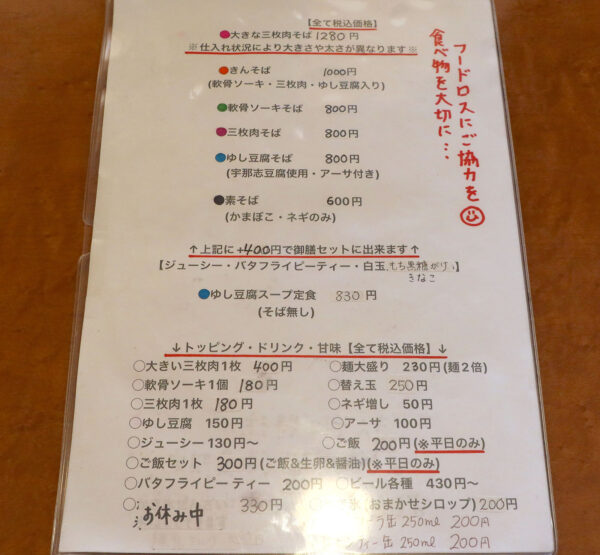 【全て税込価格】
●大きな三枚肉そば 1280円
※仕入れ状況により大きさや太さが異なります※
●きんそば 1000円
(軟骨ソーキ・三枚肉・ゆし豆腐入り)
●軟骨ソーキそば 800円
●三枚肉そば 800円
●ゆし豆腐そば 800円
(宇那志豆腐使用・アーサ付き)
●素そば 600円
(かまぼこ・ネギのみ)
フードロスにご協力を
食べ物を大切に…
↑上記に+400円で御膳セットに出来ます↑
【ジューシー・バタフライピーティー・白玉
きなこ
●ゆし豆腐スープ定食 830円
(そば無し)
↓トッピング・ドリンク・甘味【全て税込価格】↓
○大きい三枚肉1枚 400円 ○麺大盛り 230円(麺2倍)
○軟骨ソーキ1個 180円 ○替え玉 250円
○三枚肉1枚 180円 ○ネギ増し 50円
○ゆし豆腐 150円 ○アーサ 100円
○ジューシー 130円〜 ○ご飯 200円(※平日のみ)
○ご飯セット 300円(ご飯&生卵&醤油)(※平日のみ)
○バタフライピーティー 200円 ○ビール各種 430円〜
○ お休み中 330円 氷(おまかせシロップ)200円
缶 250ml 200円
ティー缶 250ml 200円